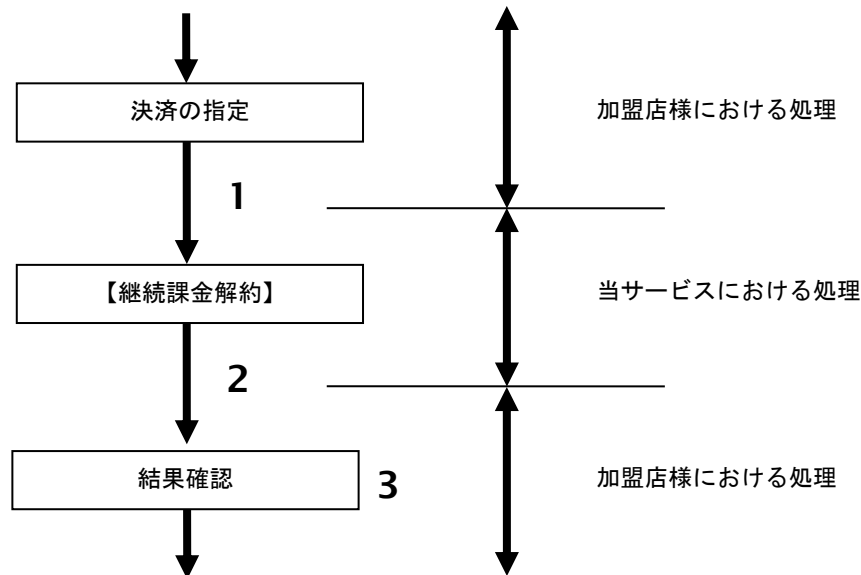 決済の指定
加盟店様における処理
1
【継続課金解約】
当サービスにおける処理
2
結果確認
3
加盟店様における処理